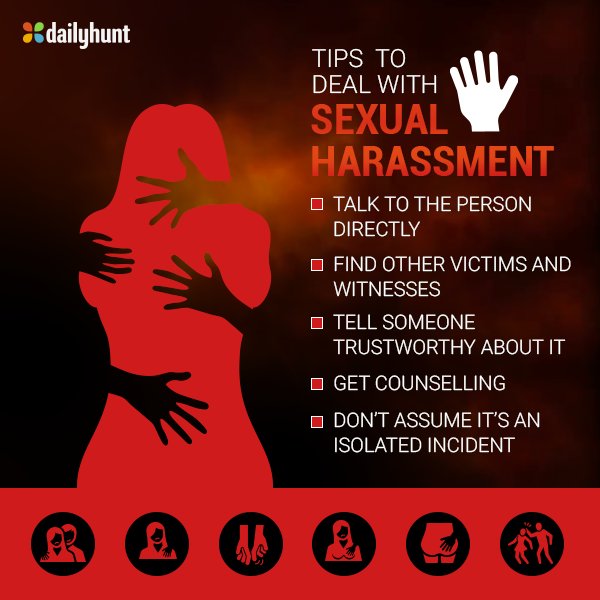 dailyhunt
TIPS TO
DEAL WITH
SEXUAL
HARASSMENT
TALK TO THE PERSON
DIRECTLY
FIND OTHER VICTIMS AND
WITNESSES
TELL SOMEONE
TRUSTWORTHY ABOUT IT
GET COUNSELLING
DON'T ASSUME IT'S AN
ISOLATED INCIDENT